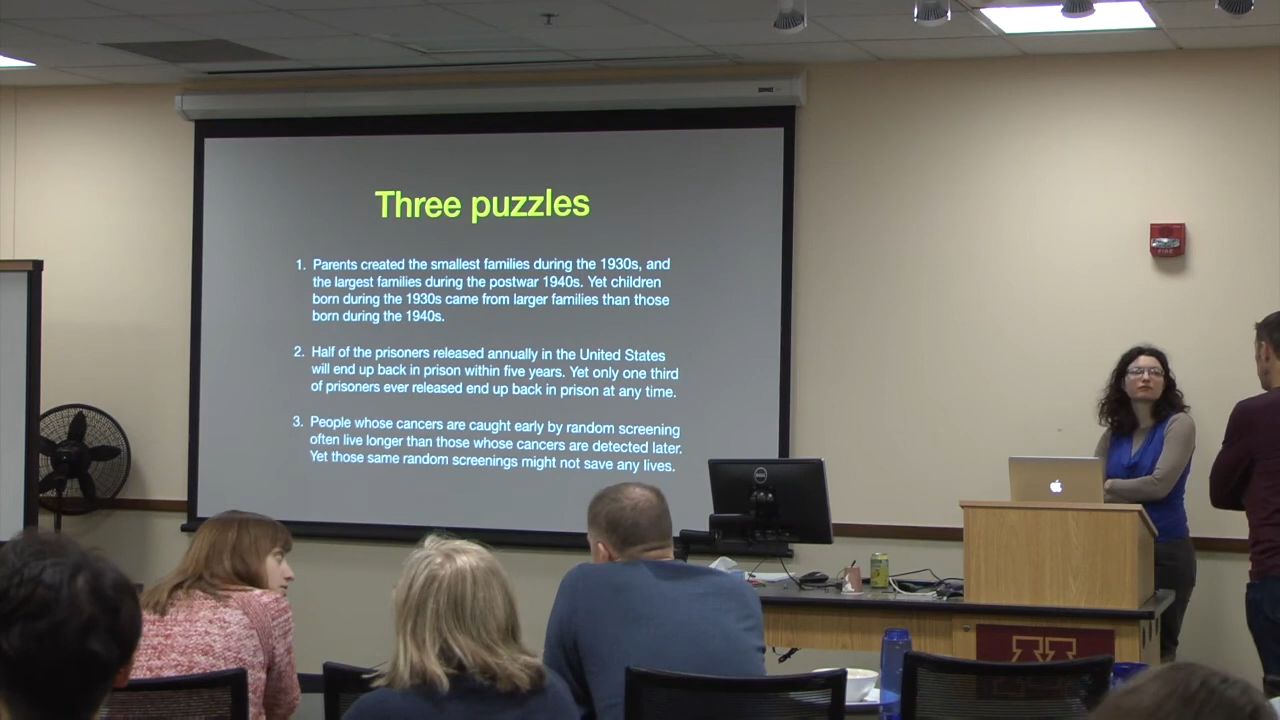 Three puzzles
1. Parents created the smallest families during the 1930s, and
the largest families during the postwar 1940s. Yet children
born during the 1930s came from larger families than those
born during the 1940s.
2. Half of the prisoners released annually in the United States
will end up back in prison within five years. Yet only one third
of prisoners ever released end up back in prison at any time.
3. People whose cancers are caught early by random screening
often live longer than those whose cancers are detected later.
Yet those same random screenings might not save any lives.
FIRE
DELL
M